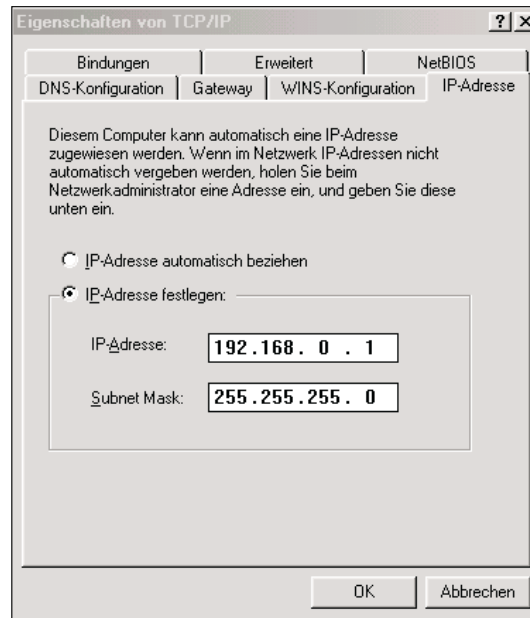 Eigenschaften von TCP/IP
Bindungen Erweitert NetBIOS
DNS-Konfiguration Gateway WINS-Konfiguration IP-Adresse
Diesem Computer kann automatisch eine IP-Adresse
zugewiesen werden. Wenn im Netzwerk IP-Adressen nicht
automatisch vergeben werden, holen Sie beim
Netzwerkadministrator eine Adresse ein, und geben Sie diese
unten ein.
IP-Adresse automatisch beziehen
IP-Adresse festlegen:
IP-Adresse: 192.168. 0 . 1
Subnet Mask: 255.255.255. 0
OK Abbrechen